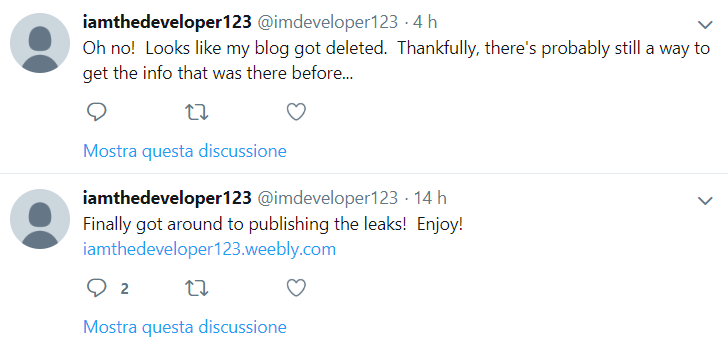 iamthedeveloper123 @imdeveloper123 · 4 h
Oh no!  Looks like my blog got deleted.  Thankfully, there's probably still a way to
get the info that was there before...
Mostra questa discussione
iamthedeveloper123 @imdeveloper123 · 14 h
Finally got around to publishing the leaks!  Enjoy!
iamthedeveloper123.weebly.com
2
Mostra questa discussione